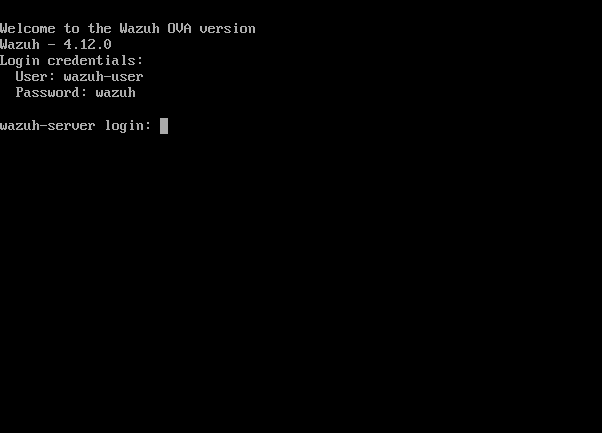 Welcome to the Wazuh OVA version
Wazuh - 4.12.0
Login credentials:
  User: wazuh-user
  Password: wazuh
wazuh-server login: